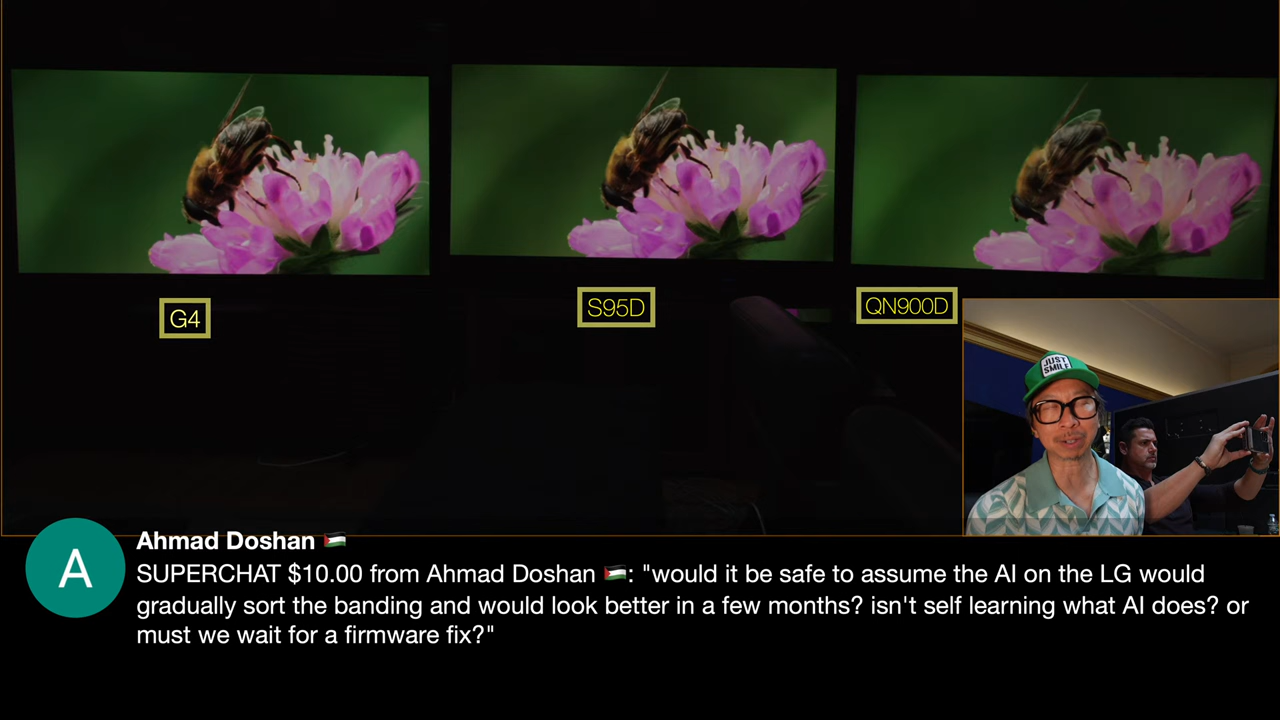 G4
S95D
QN900D
JUST
SMILE
A
Ahmad Doshan 🇵🇸
SUPERCHAT $10.00 from Ahmad Doshan 🇵🇸: "would it be safe to assume the AI on the LG would
gradually sort the banding and would look better in a few months? isn't self learning what AI does? or
must we wait for a firmware fix?"